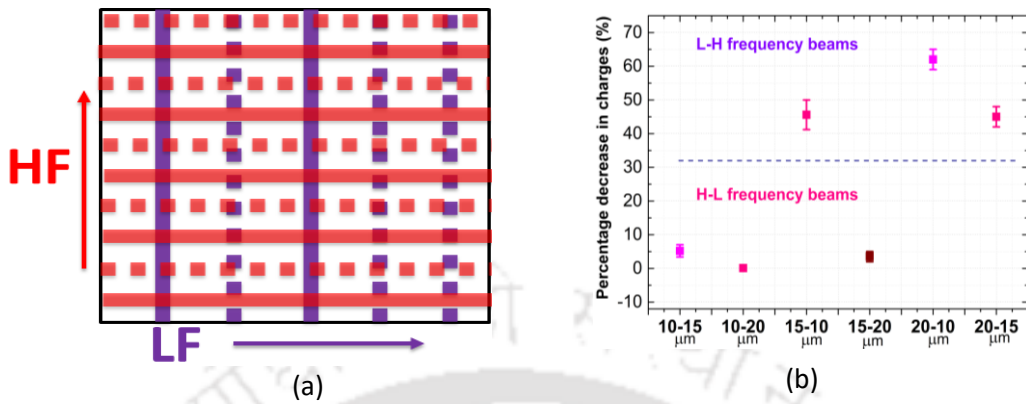 HF
LF
(a)
Percentage decrease in charges (%)
70
60
50
40
30
20
10
0
-10
L-H frequency beams
H-L frequency beams
10-15 10-20 15-10 15-20 20-10 20-15
μm μm μm μm μm μm
(b)